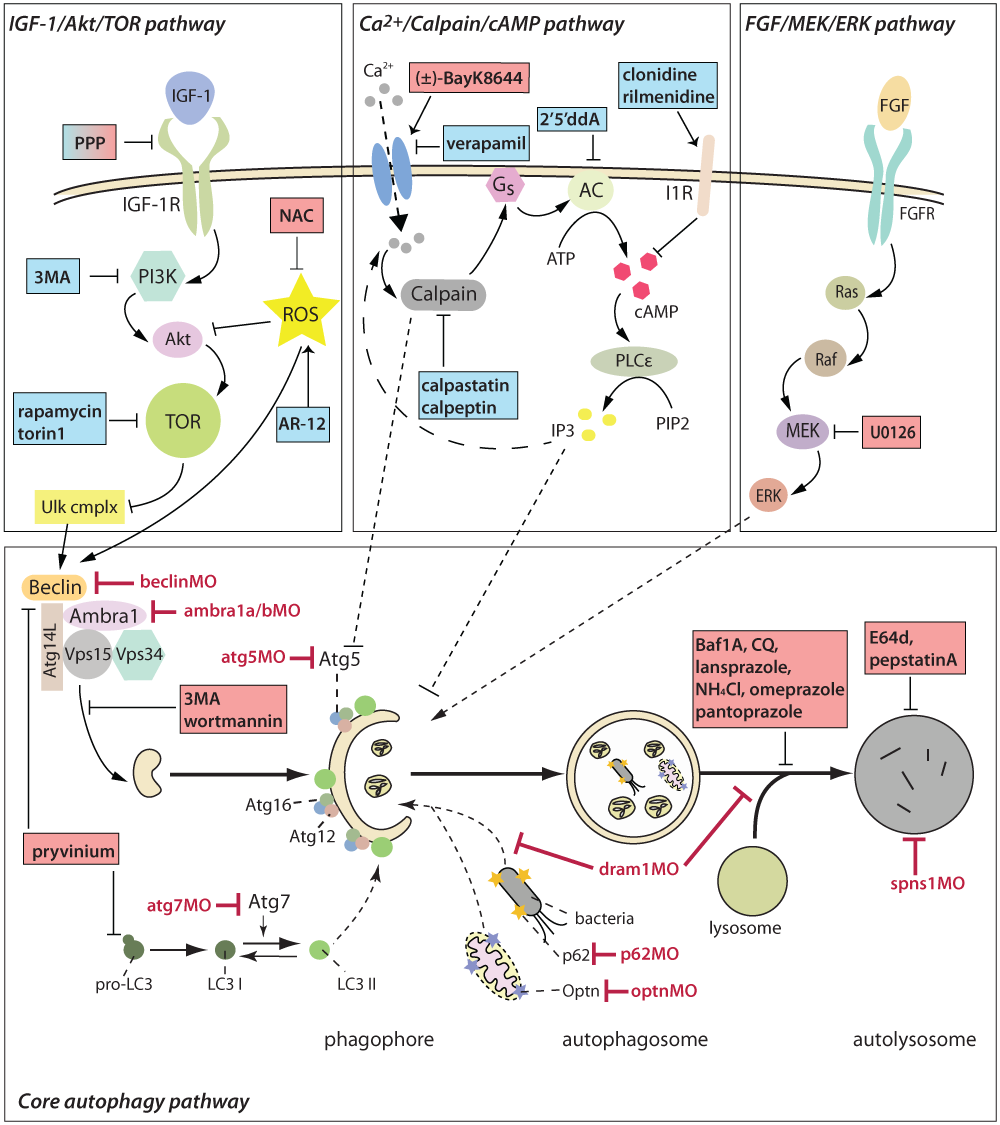 IGF-1/Akt/TOR pathway
IGF-1
PPP
IGF-1R
NAC
3MA
PI3K
ROS
Akt
rapamycin
torin1
TOR
AR-12
Ulk cmplx
Ca2+/Calpain/cAMP pathway
Ca2+
(±)-BayK8644
clonidine
rilmenidine
2'5'ddA
verapamil
Gs
AC
I1R
ATP
Calpain
cAMP
PLCε
calpastatin
calpeptin
IP3
PIP2
FGF/MEK/ERK pathway
FGF
FGFR
Ras
Raf
MEK
U0126
ERK
Beclin
beclinMO
Ambra1
ambra1a/bMO
Atg14L
Vps15
Vps34
atg5MO
Atg5
3MA
wortmannin
Baf1A, CQ,
lansprazole,
NH4Cl, omeprazole
pantoprazole
E64d,
pepstatinA
Atg16
Atg12
pryvinium
dram1MO
spns1MO
atg7MO
Atg7
bacteria
lysosome
p62
p62MO
pro-LC3
LC3 I
LC3 II
Optn
optnMO
phagophore
autophagosome
autolysosome
Core autophagy pathway